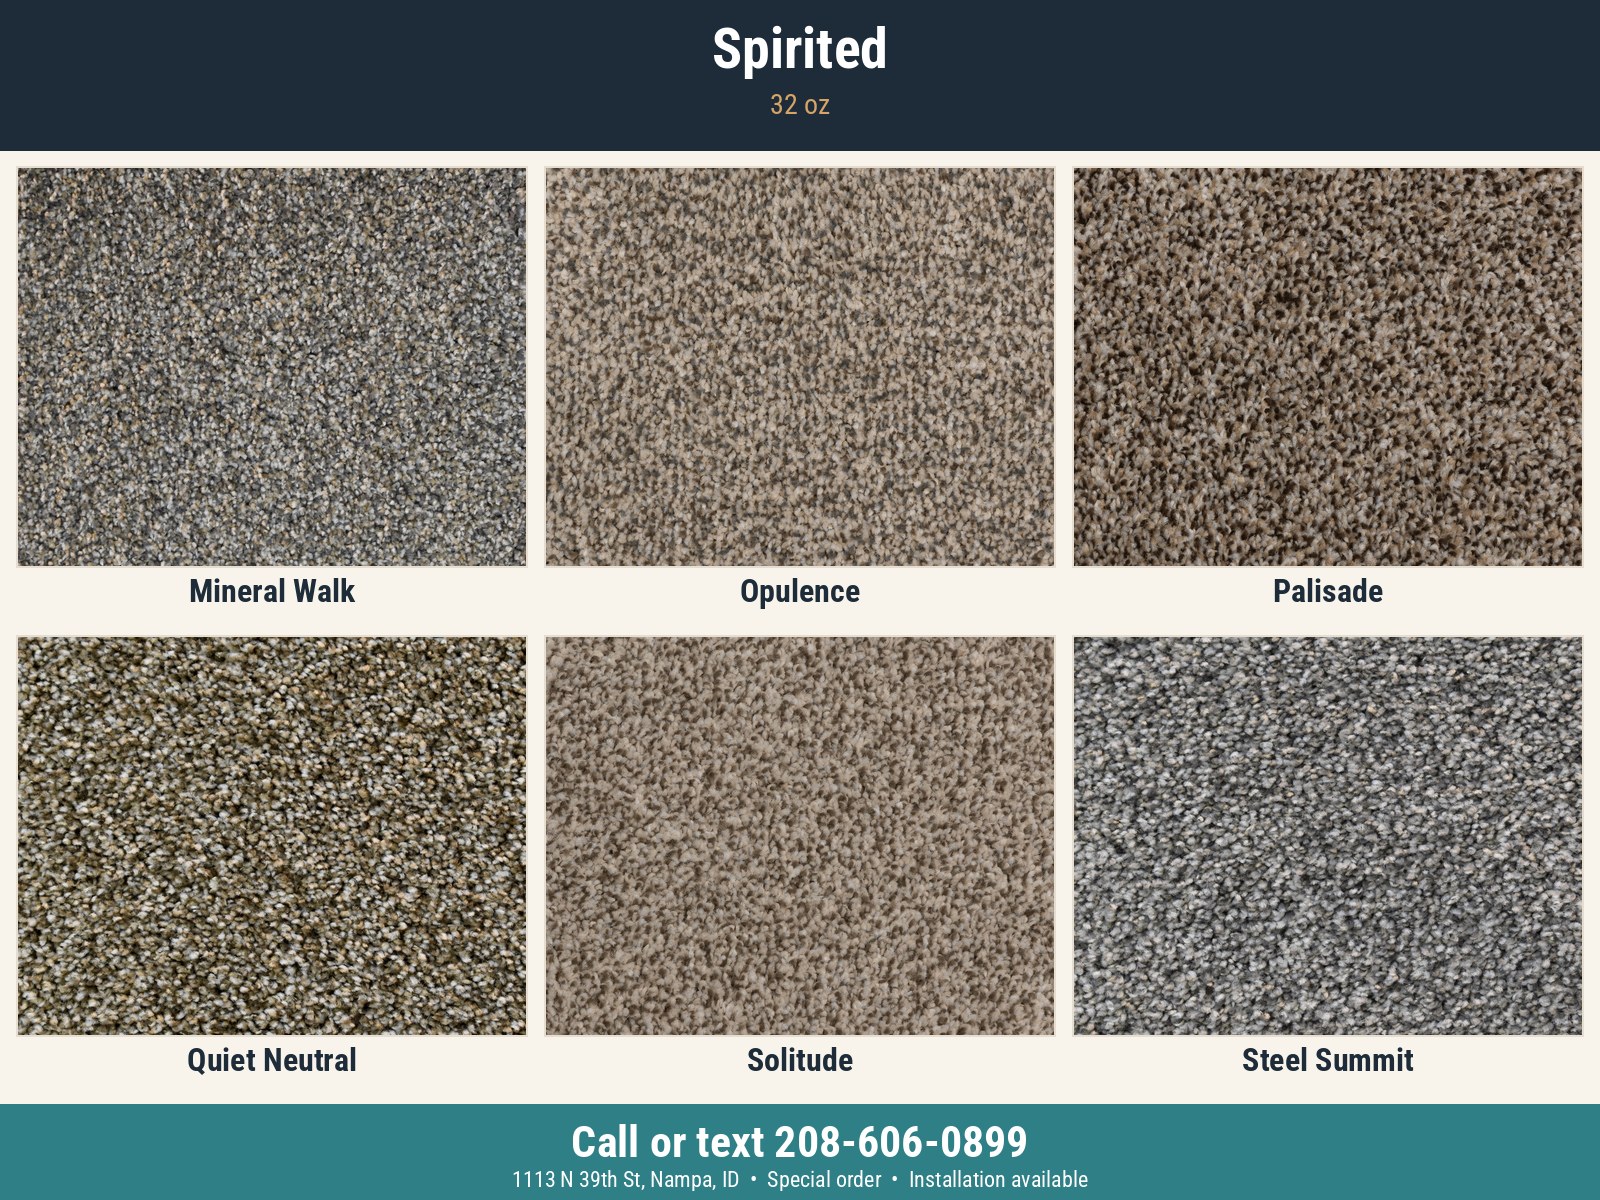 Spirited
32 oz
Mineral Walk
Opulence
Palisade
Quiet Neutral
Solitude
Steel Summit
Call or text 208-606-0899
1113 N 39th St, Nampa, ID • Special order • Installation available